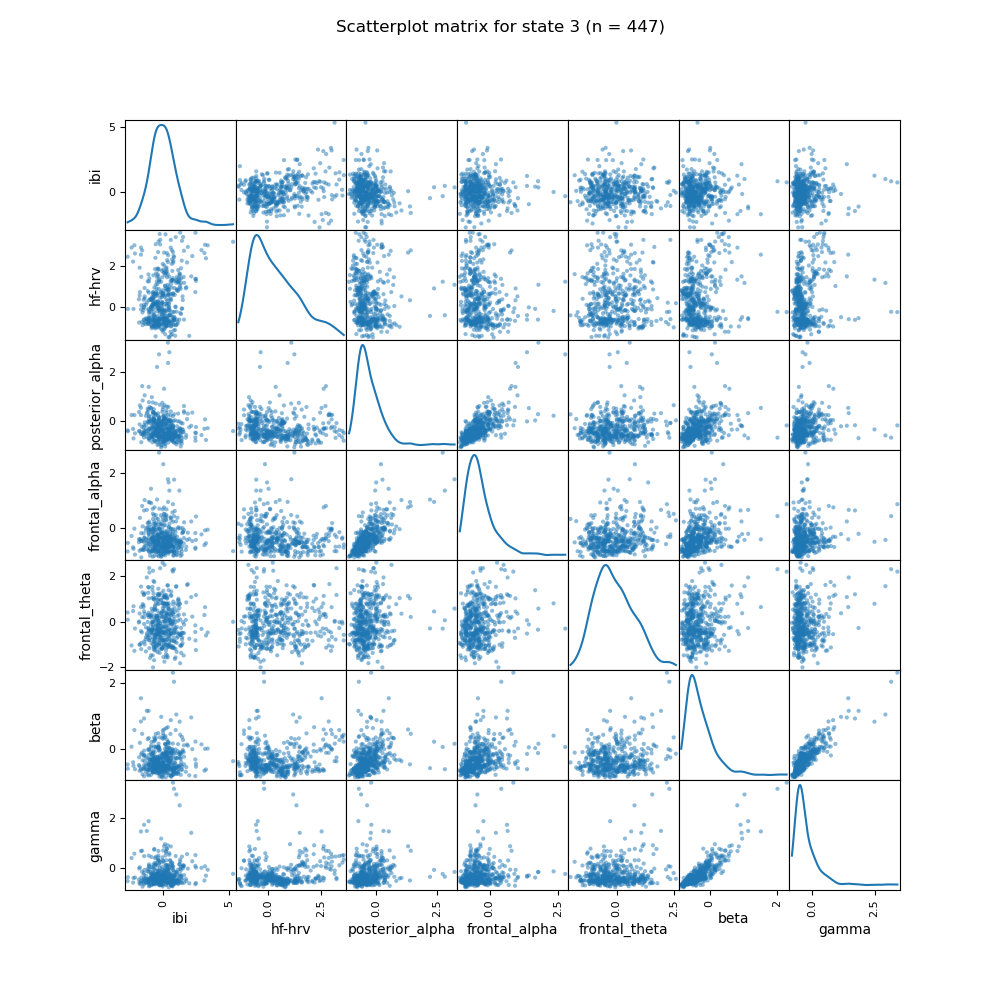 Scatterplot matrix for state 3 (n = 447)
5
0
ibi
2
0
hf-hrv
2
0
posterior_alpha
2
0
frontal_alpha
2
0
−2
frontal_theta
2
0
beta
2
0
gamma
0 5 0.0 2.5 0.0 2.5 0.0 2.5 0.0 2.5 0 2 0.0 2.5
ibi hf-hrv posterior_alpha frontal_alpha frontal_theta beta gamma